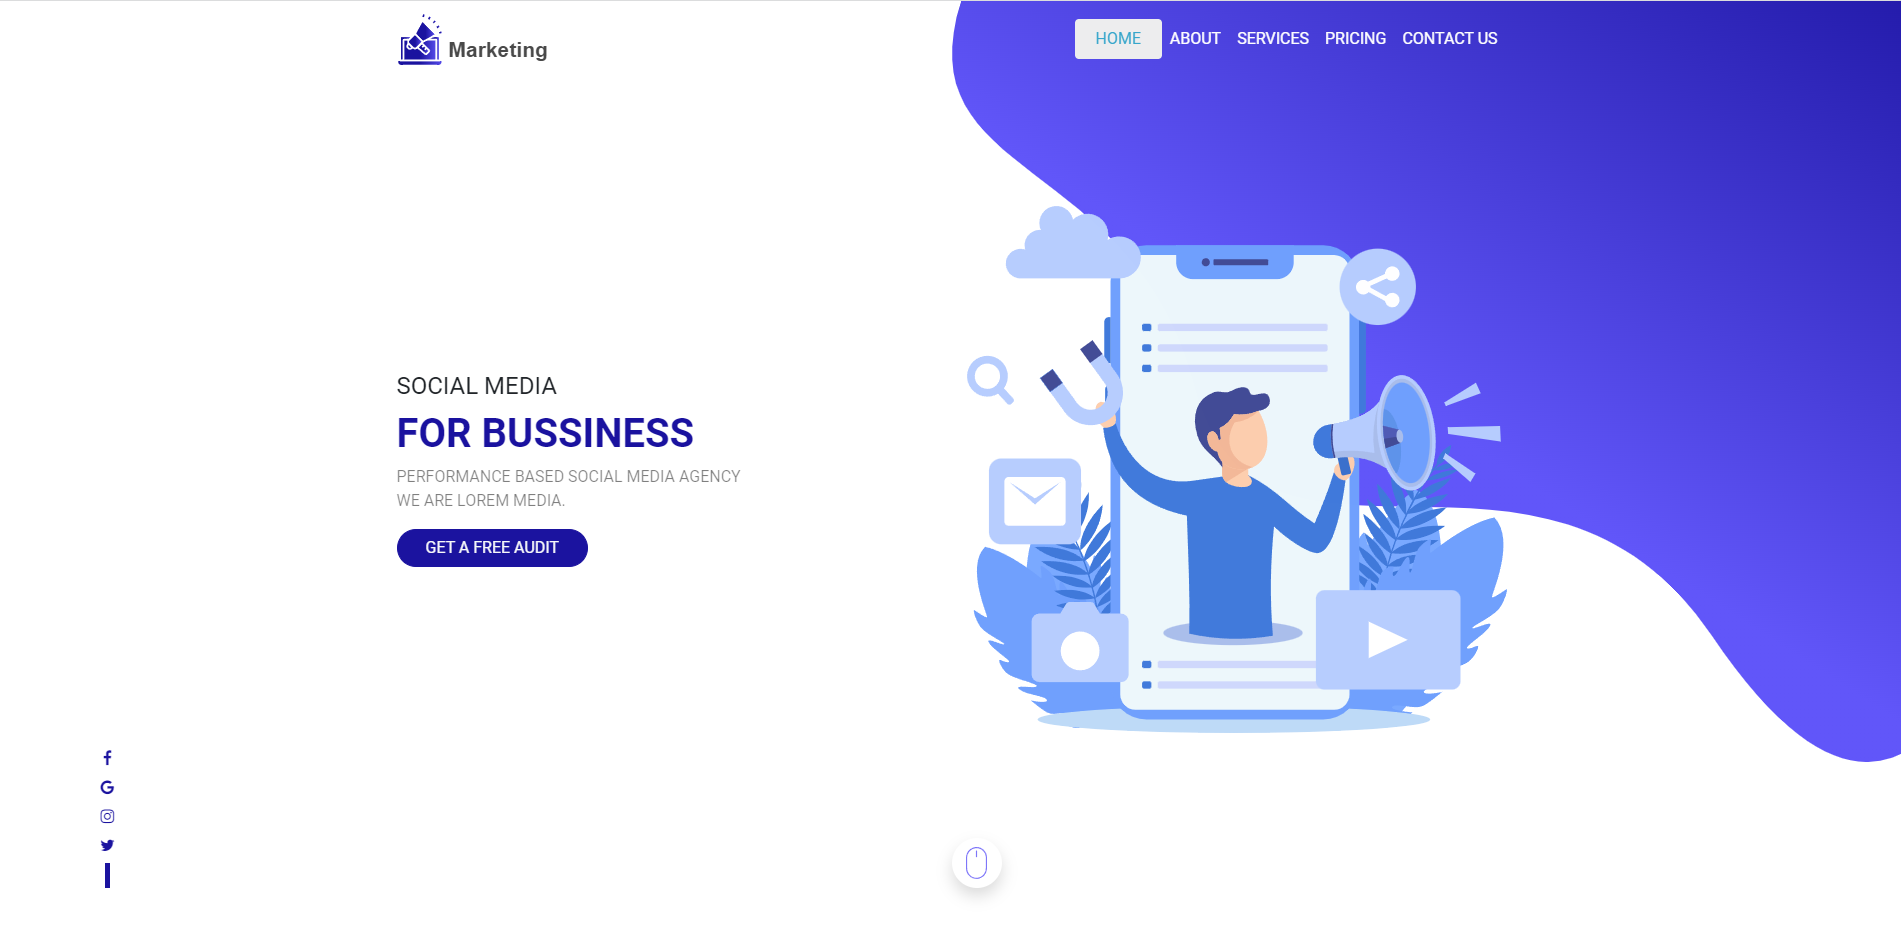 Marketing
HOME ABOUT SERVICES PRICING CONTACT US
SOCIAL MEDIA
FOR BUSSINESS
PERFORMANCE BASED SOCIAL MEDIA AGENCY
WE ARE LOREM MEDIA.
GET A FREE AUDIT